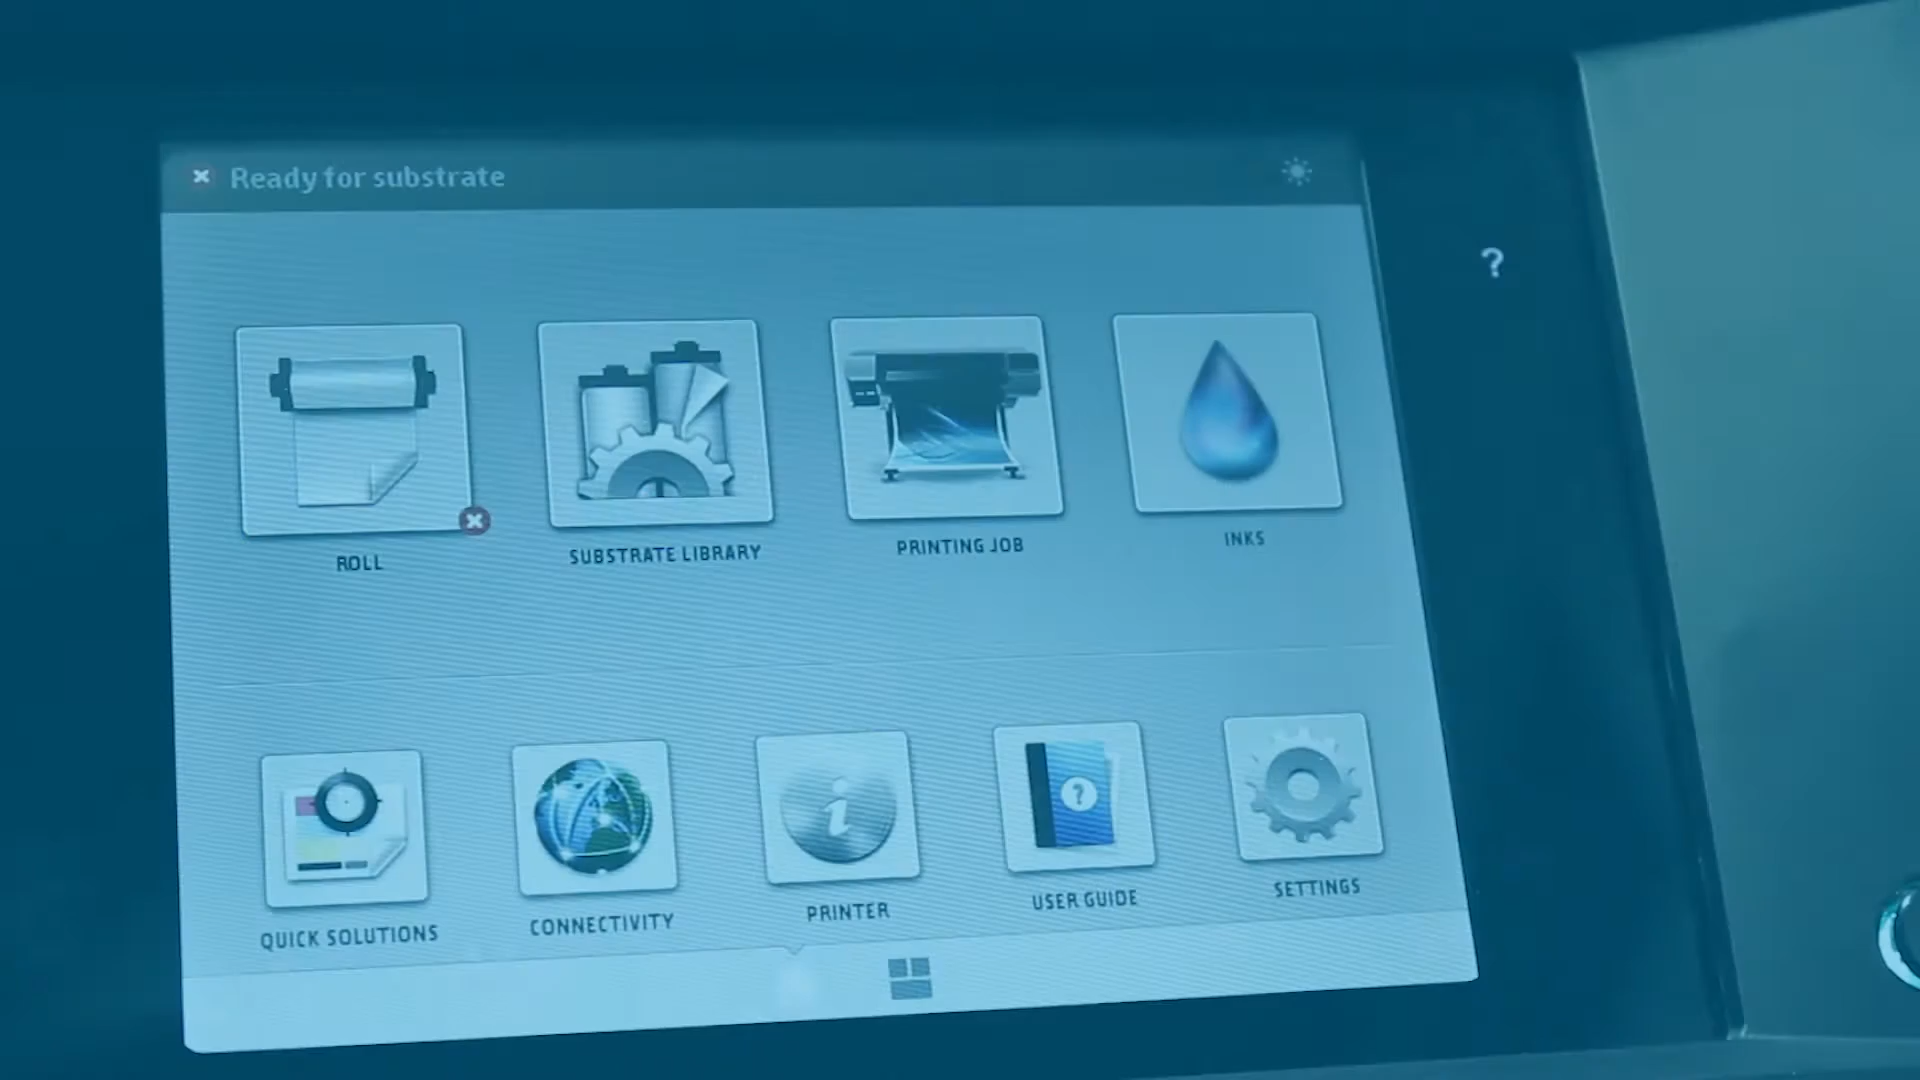 Ready for substrate
?
ROLL
SUBSTRATE LIBRARY
PRINTING JOB
INKS
i
?
QUICK SOLUTIONS
CONNECTIVITY
PRINTER
USER GUIDE
SETTINGS